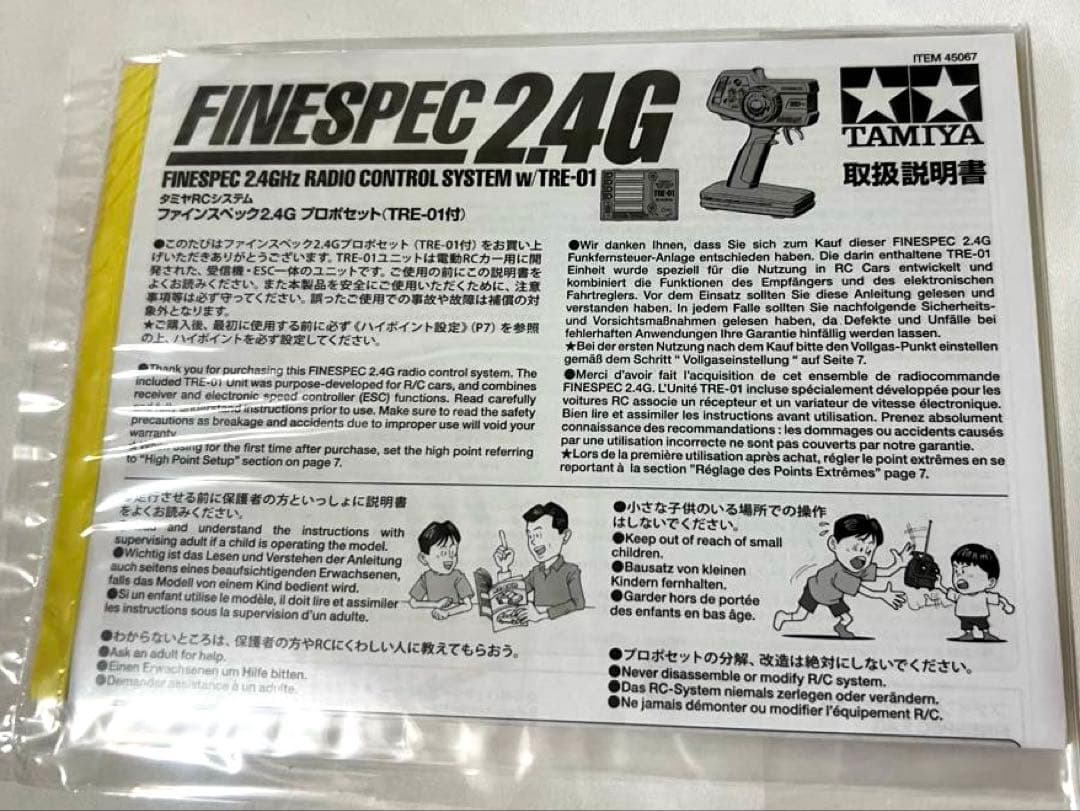 ITEM 45067
FINESPEC 2.4G
TAMIYA
取扱説明書
FINESPEC 2.4GHz RADIO CONTROL SYSTEM w/TRE-01
タミヤRCシステム
ファインスペック2.4G プロポセット(TRE-01付)
●このたびはファインスペック2.4Gプロポセット(TRE-01付)をお買い上
げいただきありがとうございます。TRE-01ユニットは電動RCカー用に開
発された、受信機・ESC一体のユニットです。ご使用の前にこの説明書を
よくお読みください。また本製品を安全にご使用いただくために、注意
事項等は必ず守ってください。誤ったご使用での事故や故障は補償の対
象外となります。
★ご購入後、最初に使用する前に必ず《ハイポイント設定》(P7)を参照
の上、ハイポイントを必ず設定してください。
●Thank you for purchasing this FINESPEC 2.4G radio control system. The
included TRE-01 Unit was purpose-developed for R/C cars, and combines
receiver and electronic speed controller (ESC) functions. Read carefully
and fully understand instructions prior to use. Make sure to read the safety
precautions as breakage and accidents due to improper use will void your
warranty.
using for the first time after purchase, set the high point referring
to "High Point Setup" section on page 7.
●Wir danken Ihnen, dass Sie sich zum Kauf dieser FINESPEC 2.4G
Funkfernsteuer-Anlage entschieden haben. Die darin enthaltene TRE-01
Einheit wurde speziell für die Nutzung in RC Cars entwickelt und
kombiniert die Funktionen des Empfängers und des elektronischen
Fahrtreglers. Vor dem Einsatz sollten Sie diese Anleitung gelesen und
verstanden haben. In jedem Falle sollten Sie nachfolgende Sicherheits-
und Vorsichtsmaßnahmen gelesen haben, da Defekte und Unfälle bei
fehlerhaften Anwendungen Ihre Garantie hinfällig werden lassen.
★Bei der ersten Nutzung nach dem Kauf bitten den Vollgas-Punkt einstellen
gemäß dem Schritt " Vollgaseinstellung " auf Seite 7.
●Merci d'avoir fait l'acquisition de cet ensemble de radiocommande
FINESPEC 2.4G. L'Unité TRE-01 incluse spécialement développée pour les
voitures RC associe un récepteur et un variateur de vitesse électronique.
Bien lire et assimiler les instructions avant utilisation. Prenez absolument
connaissance des recommandations : les dommages ou accidents causés
par une utilisation incorrecte ne sont pas couverts par notre garantie.
★Lors de la première utilisation après achat, régler le point extrêmes en se
reportant à la section "Réglage des Points Extrêmes" page 7.
●走行させる前に保護者の方といっしょに説明書
をよくお読みください。
and understand the instructions with
supervising adult if a child is operating the model.
●Wichtig ist das Lesen und Verstehen der Anleitung
auch seitens eines beaufsichtigenden Erwachsenen,
falls das Modell von einem Kind bedient wird.
●Si un enfant utilise le modèle, il doit lire et assimiler
les instructions sous la supervision d'un adulte.
●わからないところは、保護者の方やRCにくわしい人に教えてもらおう。
●Ask an adult for help.
●Einen Erwachsenen um Hilfe bitten.
●Demander assistance à un adulte.
●小さな子供のいる場所での操作
はしないでください。
●Keep out of reach of small
children.
●Bausatz von kleinen
Kindern fernhalten.
●Garder hors de portée
des enfants en bas âge.
●プロポセットの分解、改造は絶対にしないでください。
●Never disassemble or modify R/C system.
●Das RC-System niemals zerlegen oder verändern.
●Ne jamais démonter ou modifier l'équipement R/C.